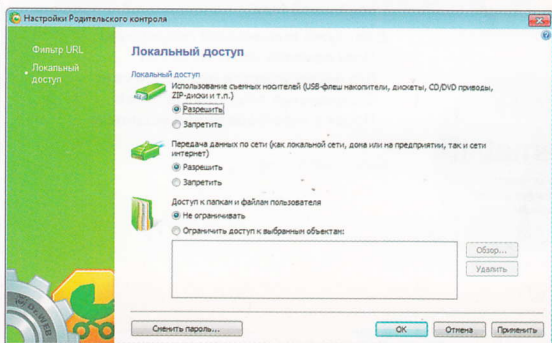 Настройки Родительского контроля
Фильтр URL
Локальный
доступ
Локальный доступ
Локальный доступ
Использование съемных носителей (USB-флеш накопители, дискеты, CD/DVD приводы,
ZIP-диски и т.п.)
Разрешить
Запретить
Передача данных по сети (как локальной сети, дома или на предприятии, так и сети
интернет)
Разрешить
Запретить
Доступ к папкам и файлам пользователя
Не ограничивать
Ограничить доступ к выбранным объектам:
Обзор...
Удалить
Dr.WEB
Сменить пароль...
OK
Отмена
Применить